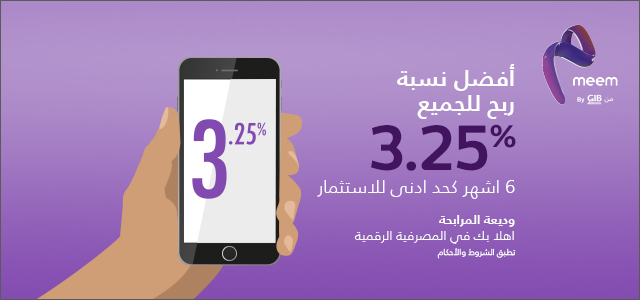 meem
By GIB من
أفضل نسبة
ربح للجميع
3.25%
6 اشهر كحد ادنى للاستثمار
وديعة المرابحة
اهلا بك في المصرفية الرقمية
تطبق الشروط والأحكام
3.25%